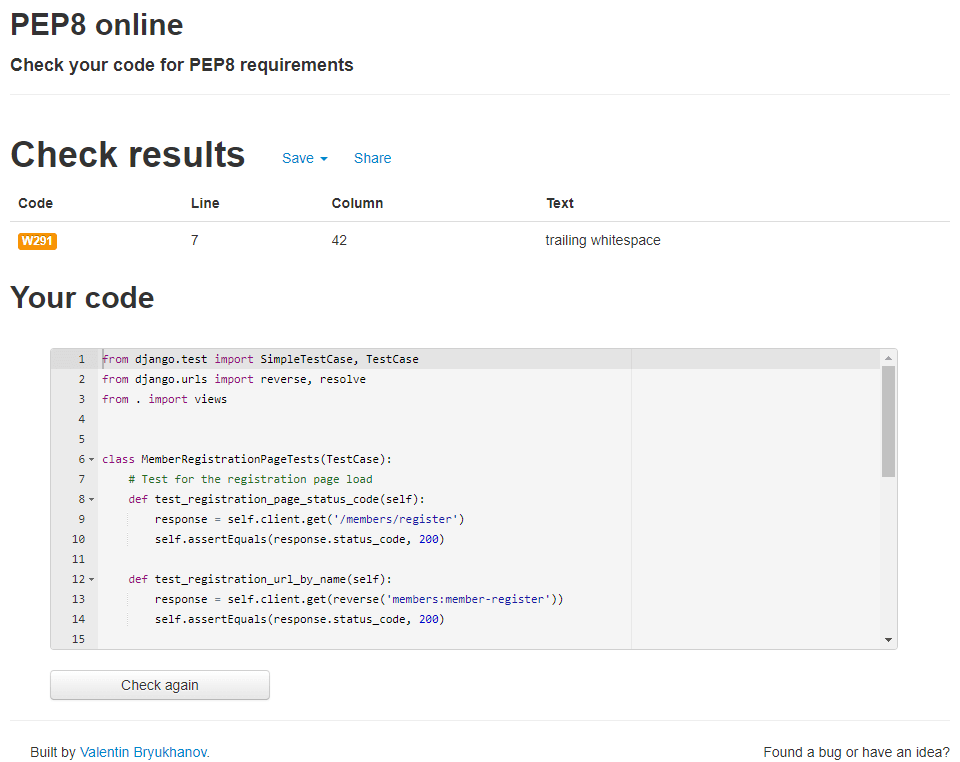 PEP8 online
Check your code for PEP8 requirements
Check results Save Share
Code Line Column Text
W291 7 42 trailing whitespace
Your code
1 from django.test import SimpleTestCase, TestCase
2 from django.urls import reverse, resolve
3 from . import views
4
5
6 class MemberRegistrationPageTests(TestCase):
7     # Test for the registration page load
8     def test_registration_page_status_code(self):
9         response = self.client.get('/members/register')
10         self.assertEquals(response.status_code, 200)
11
12     def test_registration_url_by_name(self):
13         response = self.client.get(reverse('members:member-register'))
14         self.assertEquals(response.status_code, 200)
15
Check again
Built by Valentin Bryukhanov. Found a bug or have an idea?